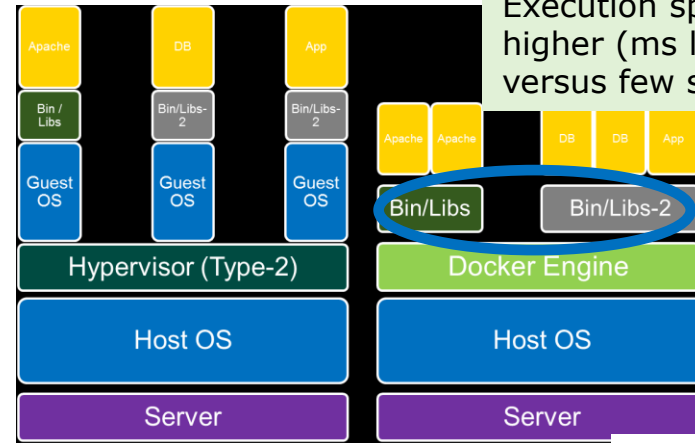 Execution sp
higher (ms l
versus few s
Apache
DB
App
Bin /
Libs
Bin/Libs-
2
Bin/Libs-
2
Guest
OS
Guest
OS
Guest
OS
Hypervisor (Type-2)
Host OS
Server
Apache
Apache
DB
DB
App
Bin/Libs
Bin/Libs-2
Docker Engine
Host OS
Server